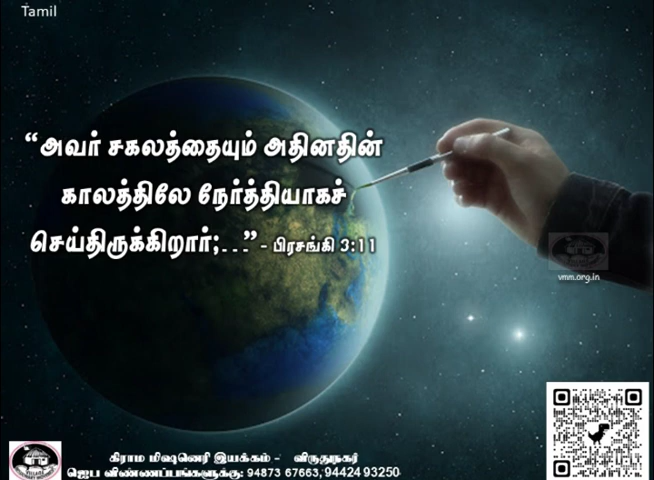 Tamil
“அவர் சகலத்தையும் அதினதின்
காலத்திலே நேர்த்தியாகச்
செய்திருக்கிறார்;. . .” - பிரசங்கி 3:11
vmm.org.in
கிராம மிஷனெரி இயக்கம் - விருதுநகர்
ஜெப விண்ணப்பங்களுக்கு: 94873 67663, 94424 93250